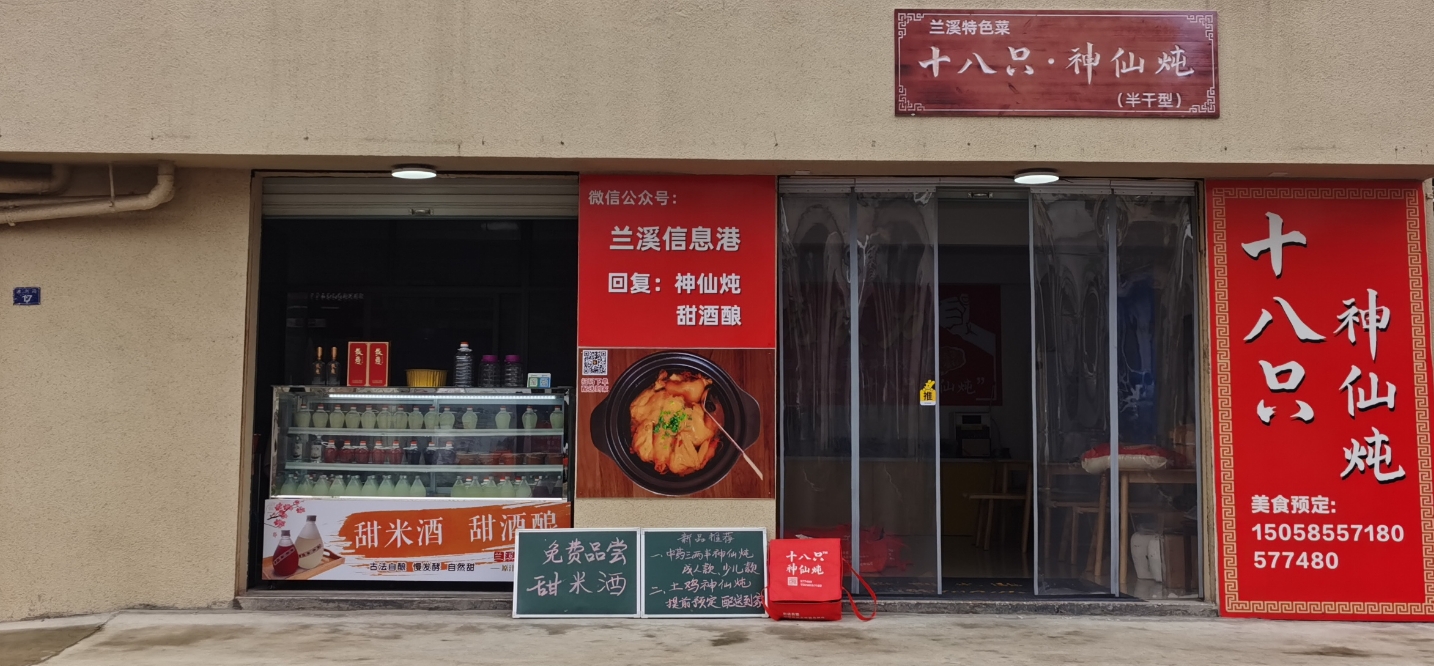 兰溪特色菜
十八只·神仙炖
（半干型）
微信公众号：
兰溪信息港
回复：神仙炖
甜酒酿
十八只
神仙炖
美食预定:
15058557180
577480
推
17
甜米酒 甜酒酿
古法自酿 慢发酵 自然甜
免费品尝
甜米酒
新品推荐
一、中药三两半神仙炖
成人款,少儿款
二、土鸡神仙炖
提前预定 配送到家
十八只
神仙炖